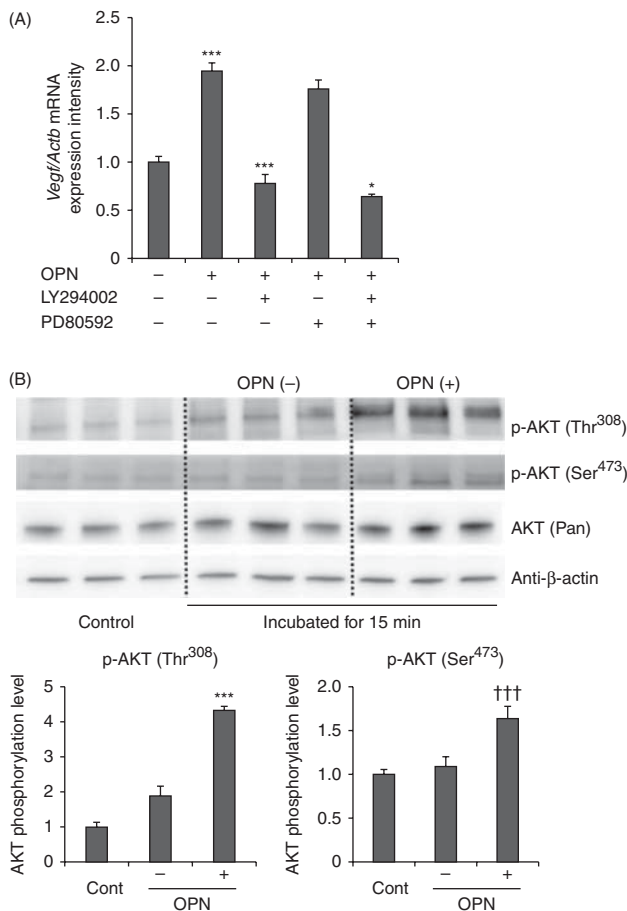 (A)
Vegf/Actb mRNA
expression intensity
2.5
2.0
1.5
1.0
0.5
0
***
***
*
OPN – + + + +
LY294002 – – + – +
PD80592 – – – + +
(B)
OPN (–) OPN (+)
p-AKT (Thr308)
p-AKT (Ser473)
AKT (Pan)
Anti-β-actin
Control Incubated for 15 min
p-AKT (Thr308)
AKT phosphorylation level
5
4
2
1
0
***
Cont – +
OPN
p-AKT (Ser473)
AKT phosphorylation level
2.0
1.5
1.0
0.5
0
†††
Cont – +
OPN